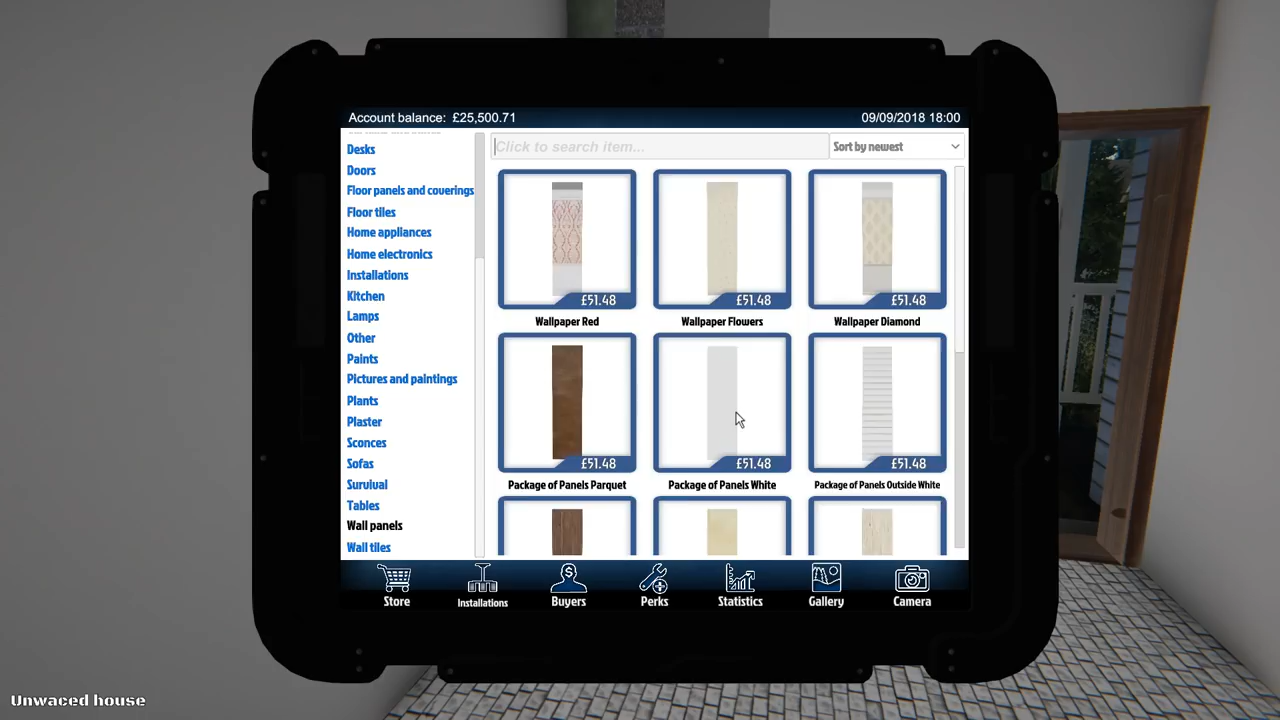 Account balance: £25,500.71
09/09/2018 18:00
Desks
Doors
Floor panels and coverings
Floor tiles
Home appliances
Home electronics
Installations
Kitchen
Lamps
Other
Paints
Pictures and paintings
Plants
Plaster
Sconces
Sofas
Survival
Tables
Wall panels
Wall tiles
Click to search item...
Sort by newest
£51.48 £51.48 £51.48
Wallpaper Red Wallpaper Flowers Wallpaper Diamond
£51.48 £51.48 £51.48
Package of Panels Parquet Package of Panels White Package of Panels Outside White
Store Installations Buyers Perks Statistics Gallery Camera
Unwaced house